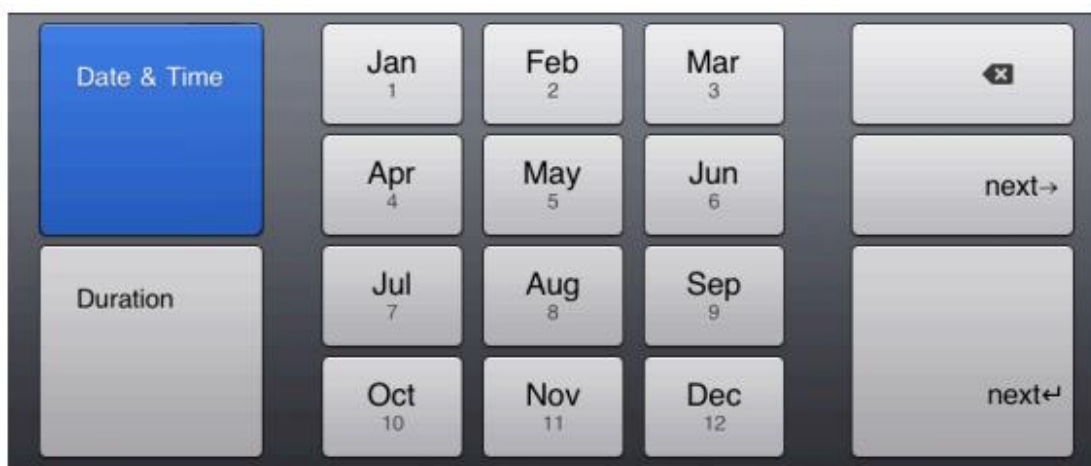 Date & Time
Jan
1
Feb
2
Mar
3
Apr
4
May
5
Jun
6
next→
Duration
Jul
7
Aug
8
Sep
9
Oct
10
Nov
11
Dec
12
next↵